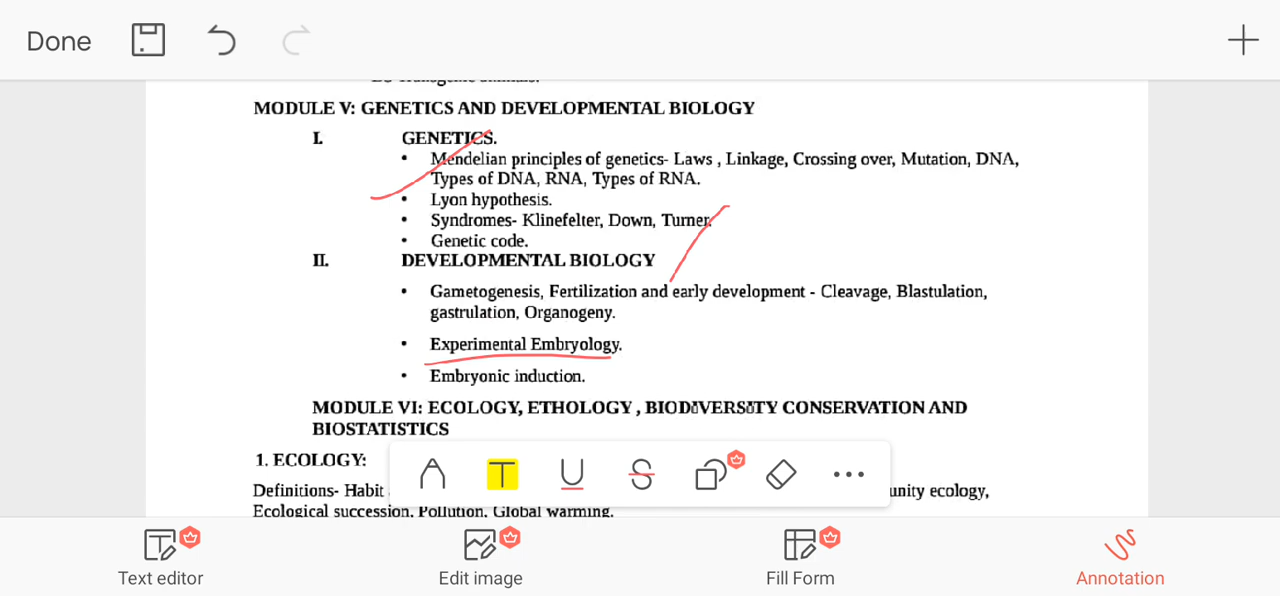 Done
MODULE V: GENETICS AND DEVELOPMENTAL BIOLOGY
I. GENETICS.
• Mendelian principles of genetics- Laws , Linkage, Crossing over, Mutation, DNA,
Types of DNA, RNA, Types of RNA.
• Lyon hypothesis.
• Syndromes- Klinefelter, Down, Turner.
• Genetic code.
II. DEVELOPMENTAL BIOLOGY
• Gametogenesis, Fertilization and early development - Cleavage, Blastulation,
gastrulation, Organogeny.
• Experimental Embryology.
• Embryonic induction.
MODULE VI: ECOLOGY, ETHOLOGY , BIODIVERSITY CONSERVATION AND
BIOSTATISTICS
1. ECOLOGY:
Definitions- Habit unity ecology,
Ecological succession, Pollution, Global warming.
T U S
Text editor
Edit image
Fill Form
Annotation